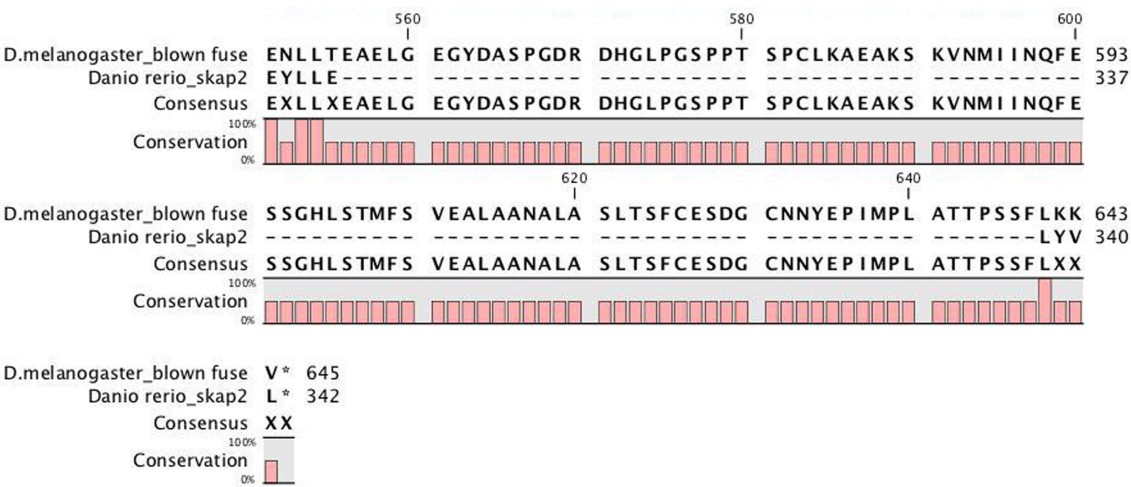 560 580 600
D.melanogaster_blown fuse ENLLTEAELG EGYDASPGDR DHGLPGSPPT SPCLKAEAKS KVNMIINQFE 593
Danio rerio_skap2 EYLLE----- ---------- ---------- ---------- ---------- 337
Consensus EXLLXEAELG EGYDASPGDR DHGLPGSPPT SPCLKAEAKS KVNMIINQFE
100%
Conservation
0%
620 640
D.melanogaster_blown fuse SSGHLSTMFS VEALAANALA SLTSFCESDG CNNYEPIMPL ATTPSSFLKK 643
Danio rerio_skap2 ---------- ---------- ---------- ---------- -------LYV 340
Consensus SSGHLSTMFS VEALAANALA SLTSFCESDG CNNYEPIMPL ATTPSSFLXX
100%
Conservation
0%
D.melanogaster_blown fuse V* 645
Danio rerio_skap2 L* 342
Consensus XX
100%
Conservation
0%